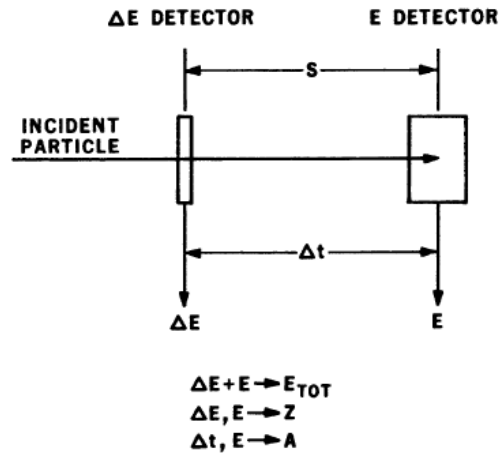 ΔE DETECTOR E DETECTOR
S
INCIDENT
PARTICLE
Δt
ΔE E
ΔE+E→E_TOT
ΔE,E→Z
Δt,E→A